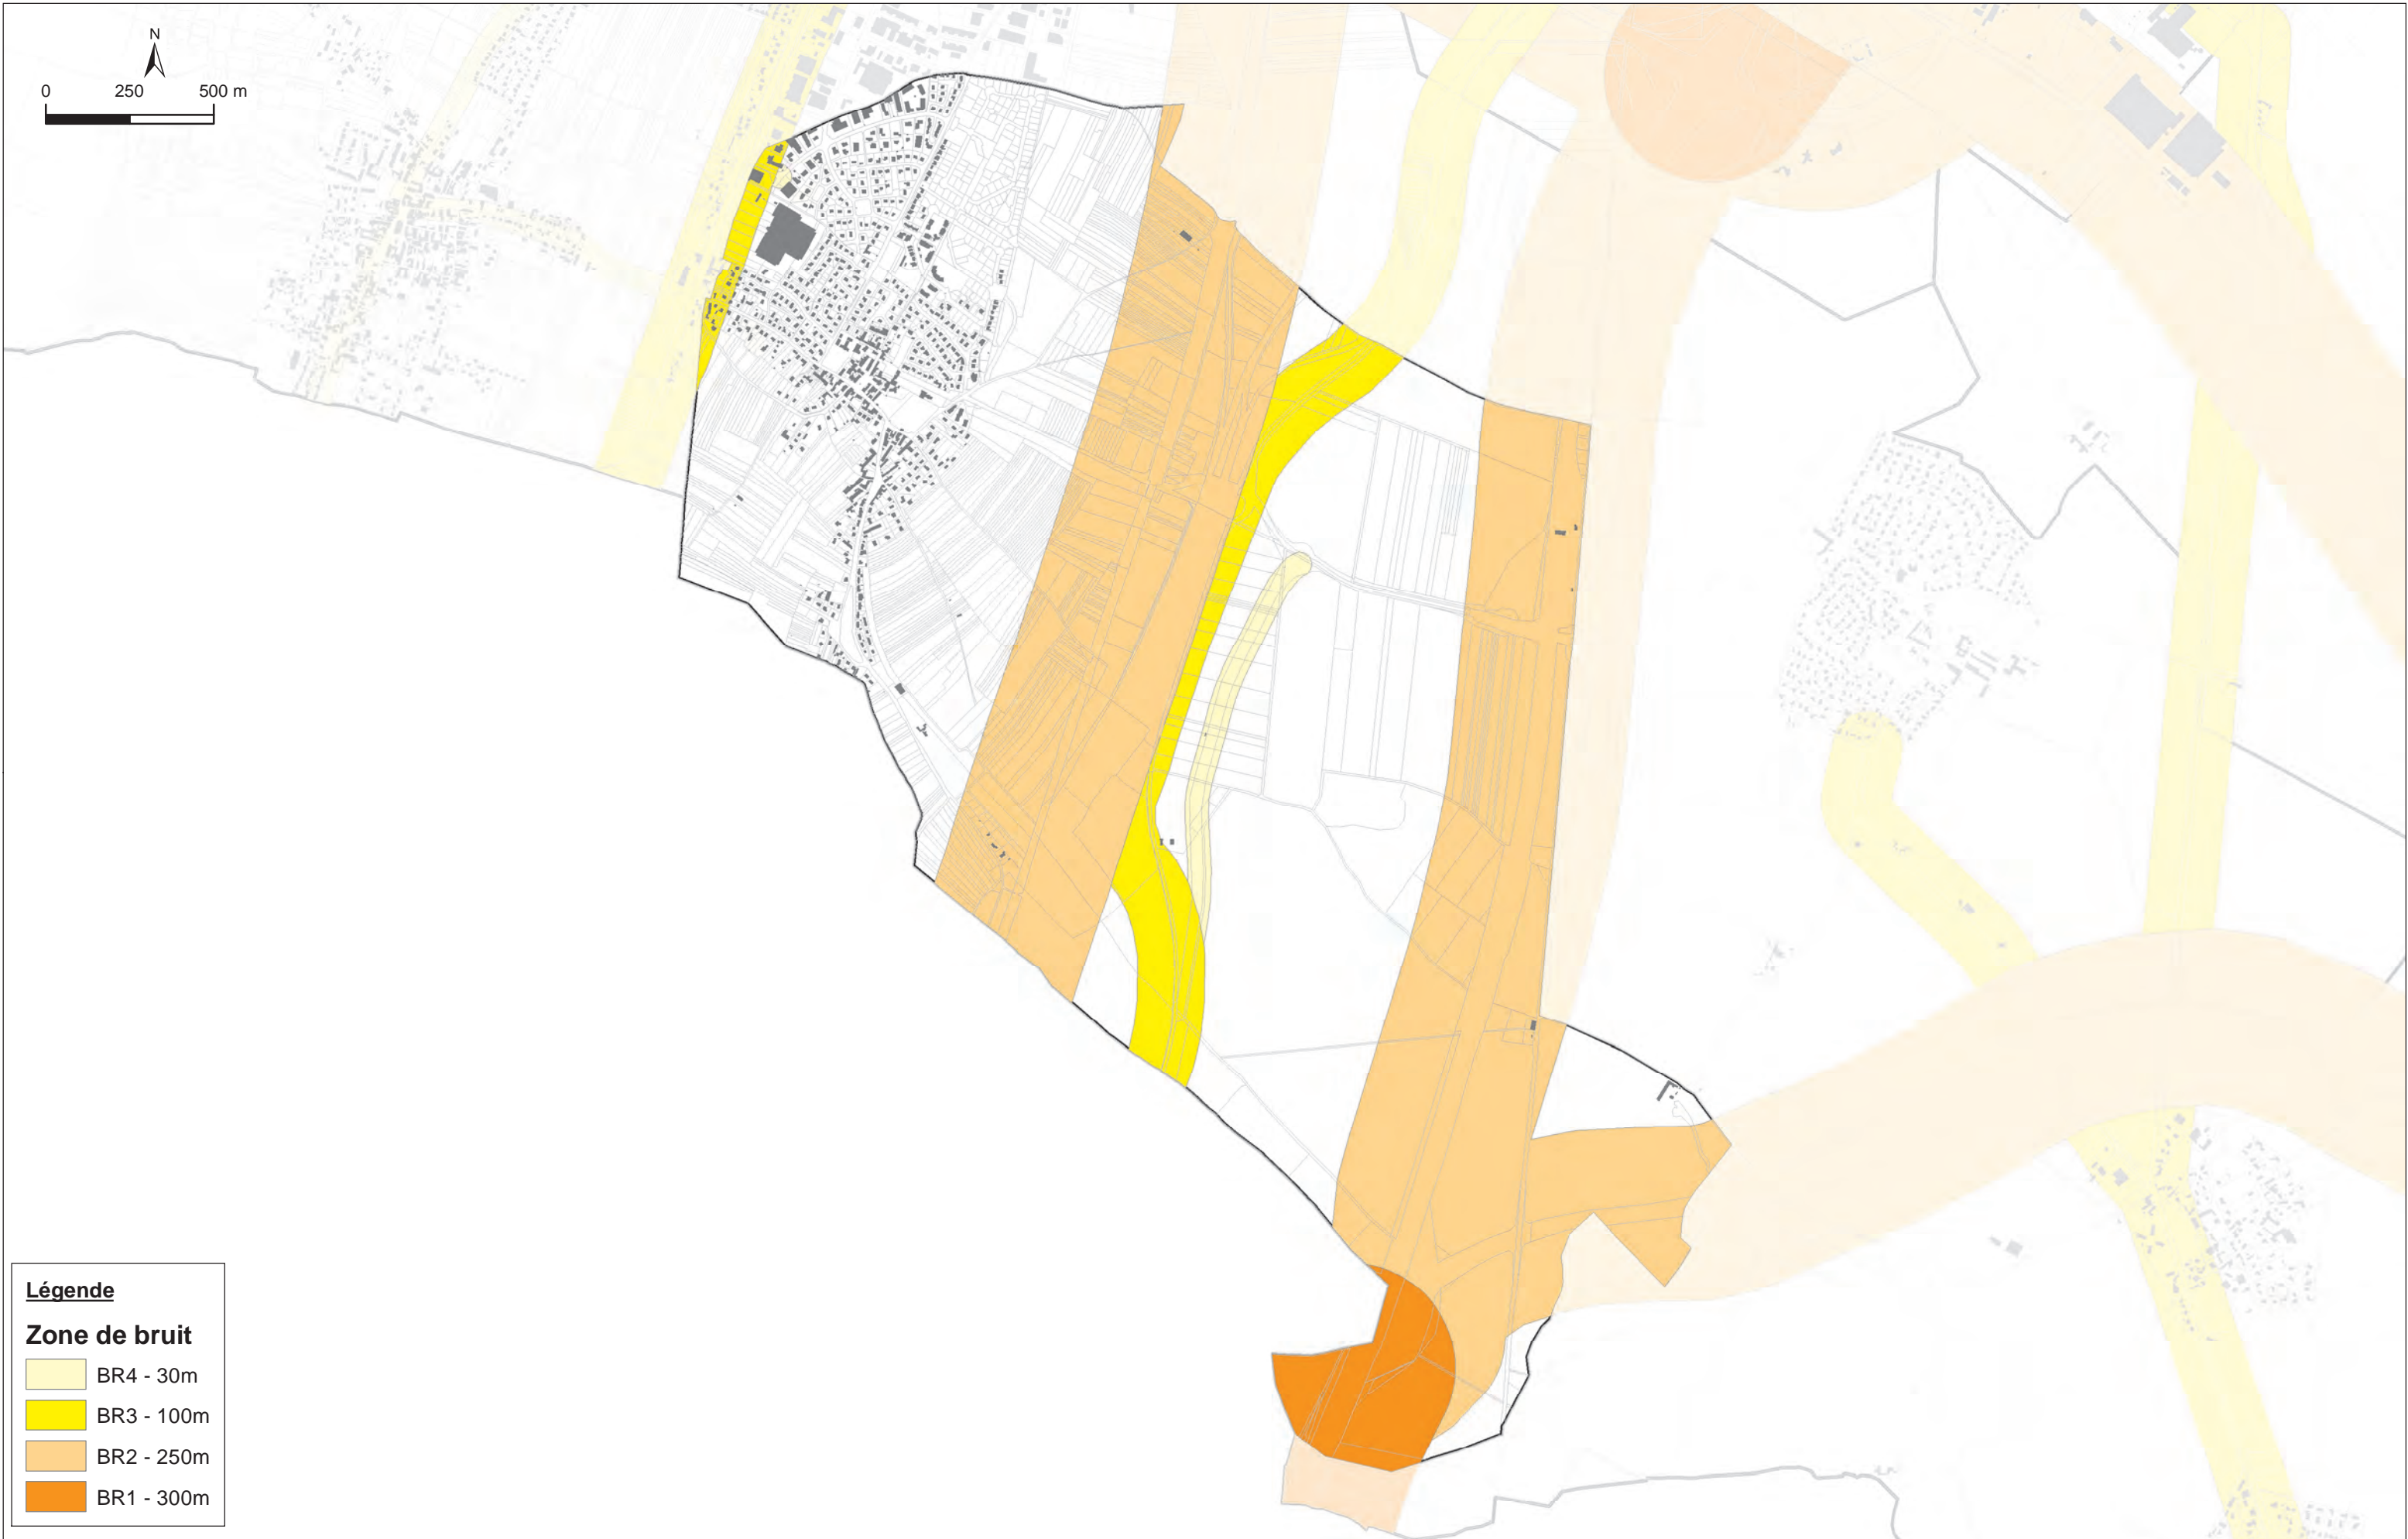 N
0 250 500 m
Légende
Zone de bruit
BR4 - 30m
BR3 - 100m
BR2 - 250m
BR1 - 300m